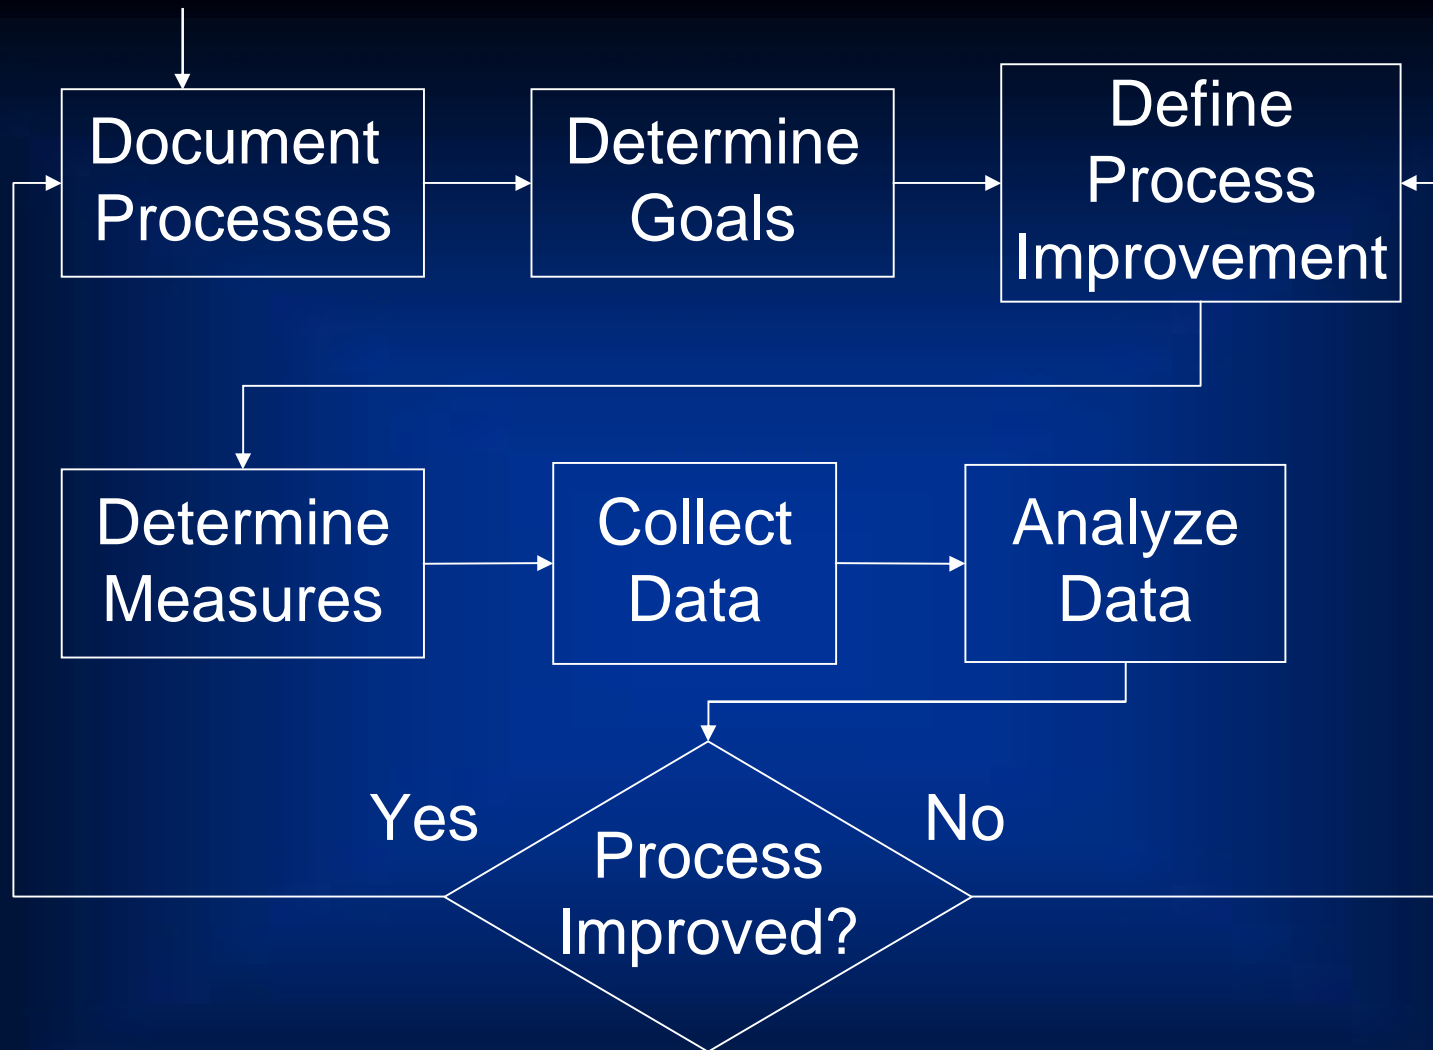 Document
Processes
Determine
Goals
Define
Process
Improvement
Determine
Measures
Collect
Data
Analyze
Data
Yes
No
Process
Improved?